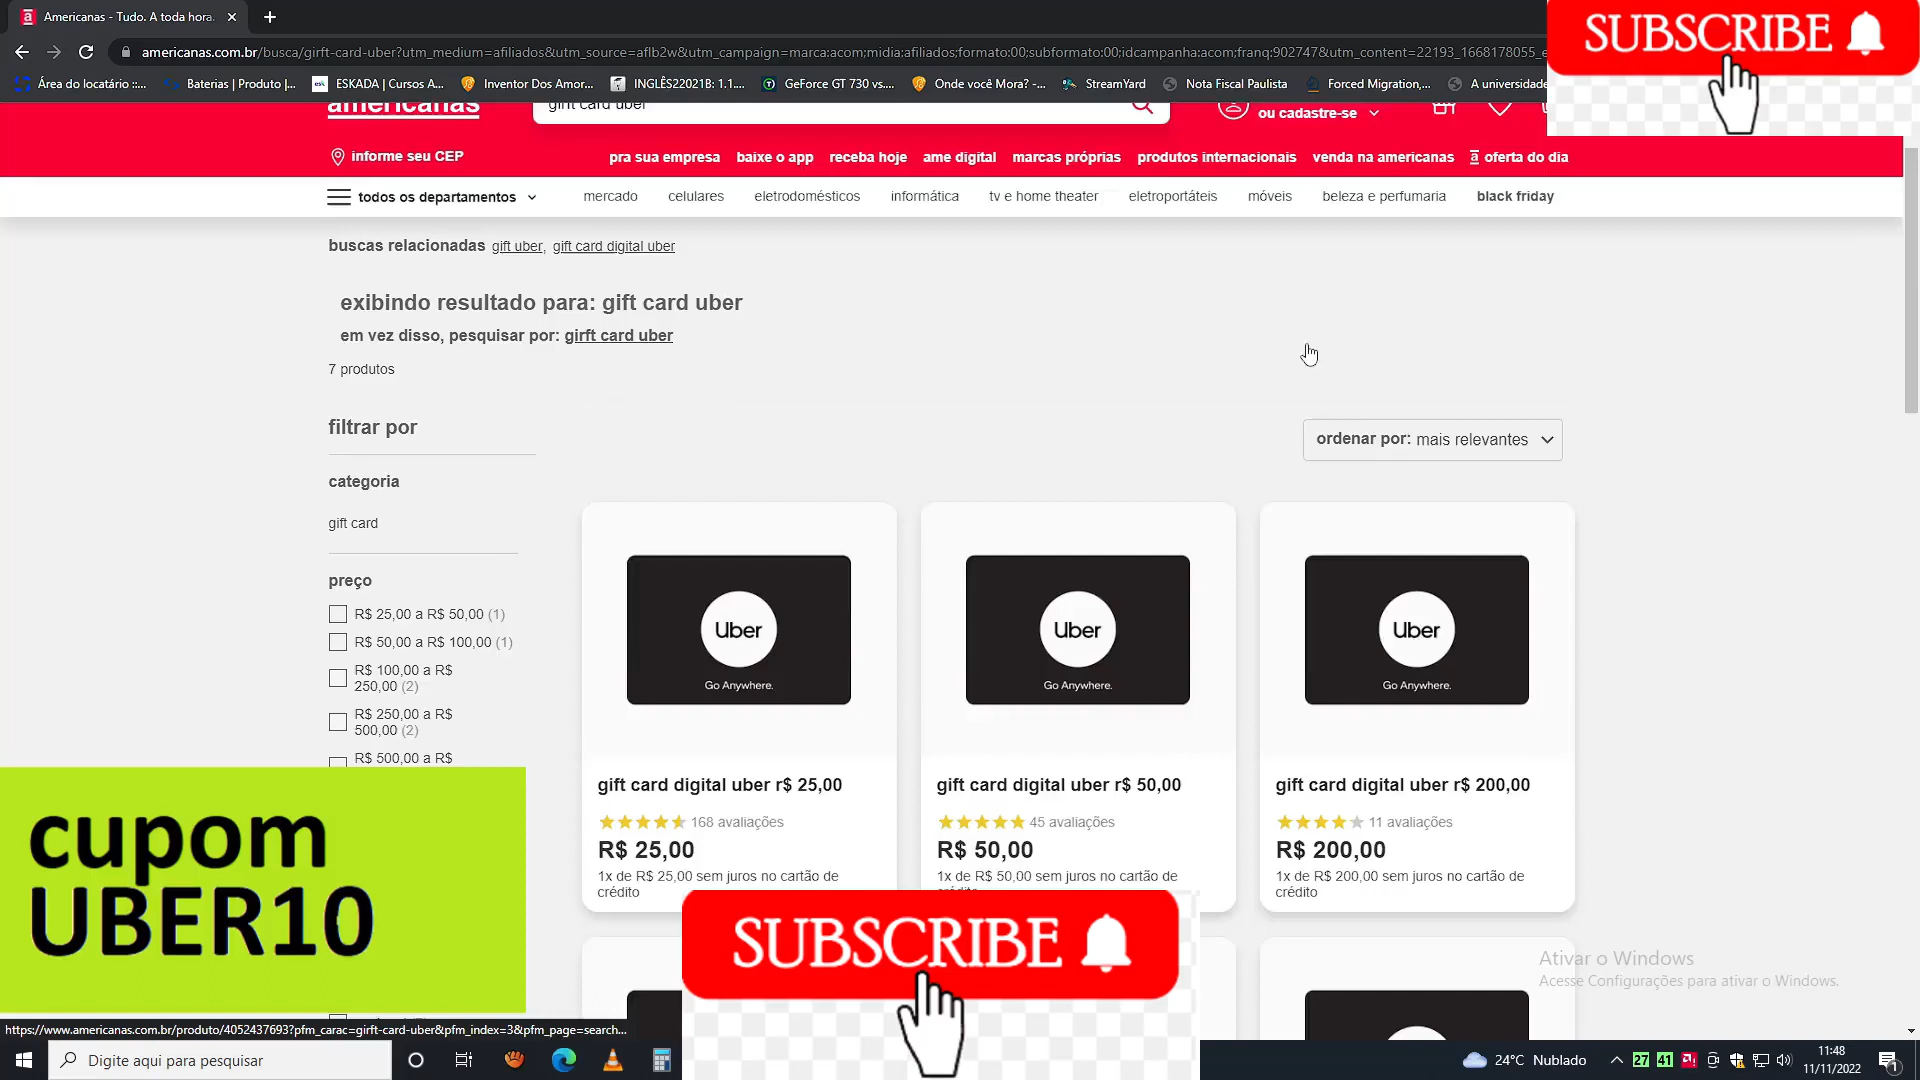 Americanas - Tudo. A toda hora.
SUBSCRIBE
americanas.com.br/busca/girft-card-uber?utm_medium=afiliados&utm_source=aflb2w&utm_campaign=marca:acom;midia:afiliados;formato:00;subformato:00;idcampanha:acom;franq:902747&utm_content=22193_1668178055_e
Área do locatário ::...
Baterias | Produto |...
ESKADA | Cursos A...
Inventor Dos Amor...
INGLÊS22021B: 1.1...
GeForce GT 730 vs....
Onde você Mora? -...
StreamYard
Nota Fiscal Paulista
Forced Migration,...
A universidade
americanas
girft card uber
ou cadastre-se
informe seu CEP
pra sua empresa
baixe o app
receba hoje
ame digital
marcas próprias
produtos internacionais
venda na americanas
oferta do dia
todos os departamentos
mercado
celulares
eletrodomésticos
informática
tv e home theater
eletroportáteis
móveis
beleza e perfumaria
black friday
buscas relacionadas gift uber, gift card digital uber
exibindo resultado para: gift card uber
em vez disso, pesquisar por: girft card uber
7 produtos
filtrar por
ordenar por: mais relevantes
categoria
gift card
preço
R$ 25,00 a R$ 50,00 (1)
R$ 50,00 a R$ 100,00 (1)
R$ 100,00 a R$
250,00 (2)
R$ 250,00 a R$
500,00 (2)
R$ 500,00 a R$
Uber
Go Anywhere.
Uber
Go Anywhere.
Uber
Go Anywhere.
gift card digital uber r$ 25,00
168 avaliações
R$ 25,00
1x de R$ 25,00 sem juros no cartão de
crédito
gift card digital uber r$ 50,00
45 avaliações
R$ 50,00
1x de R$ 50,00 sem juros no cartão de
gift card digital uber r$ 200,00
11 avaliações
R$ 200,00
1x de R$ 200,00 sem juros no cartão de
crédito
cupom
UBER10
SUBSCRIBE
Ativar o Windows
Acesse Configurações para ativar o Windows.
https://www.americanas.com.br/produto/4052437693?pfm_carac=girft-card-uber&pfm_index=3&pfm_page=search...
Digite aqui para pesquisar
24°C Nublado
27
41
11:48
11/11/2022
1